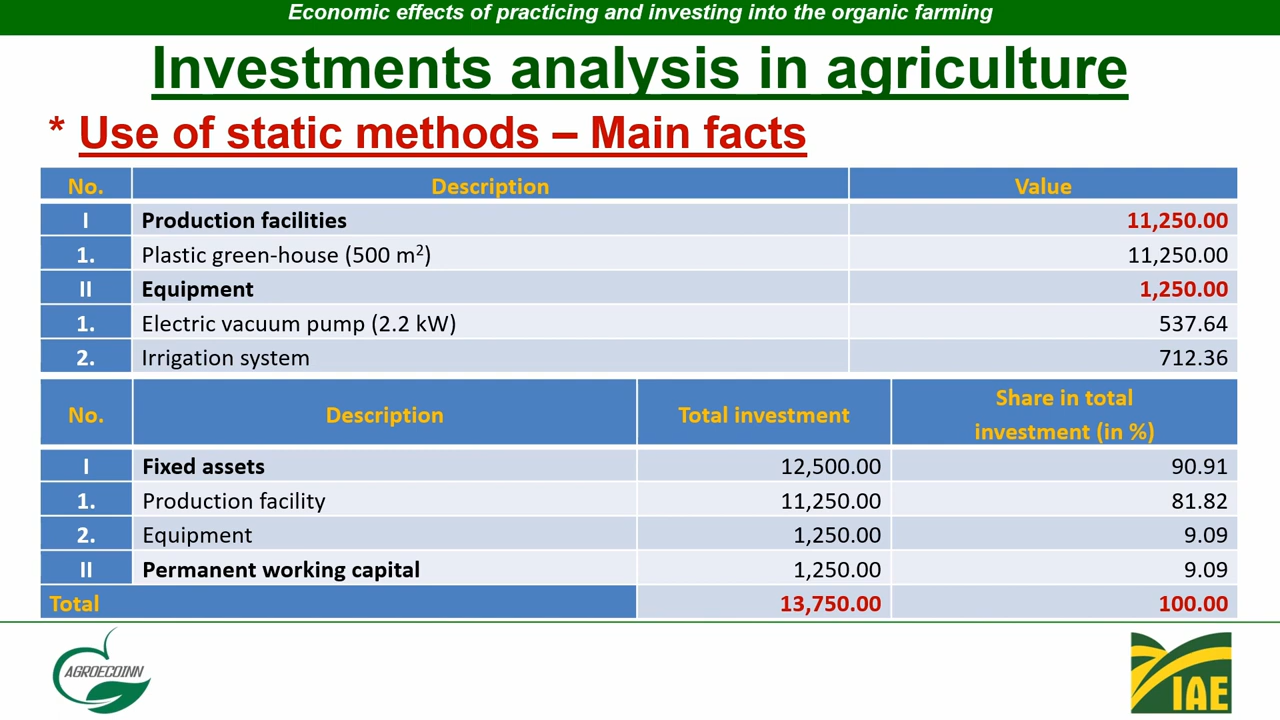 Economic effects of practicing and investing into the organic farming
Investments analysis in agriculture
* Use of static methods – Main facts
No. Description Value
I Production facilities 11,250.00
1. Plastic green-house (500 m²) 11,250.00
II Equipment 1,250.00
1. Electric vacuum pump (2.2 kW) 537.64
2. Irrigation system 712.36
No. Description Total investment Share in total
investment (in %)
I Fixed assets 12,500.00 90.91
1. Production facility 11,250.00 81.82
2. Equipment 1,250.00 9.09
II Permanent working capital 1,250.00 9.09
Total 13,750.00 100.00
AGROECOINN
IAE